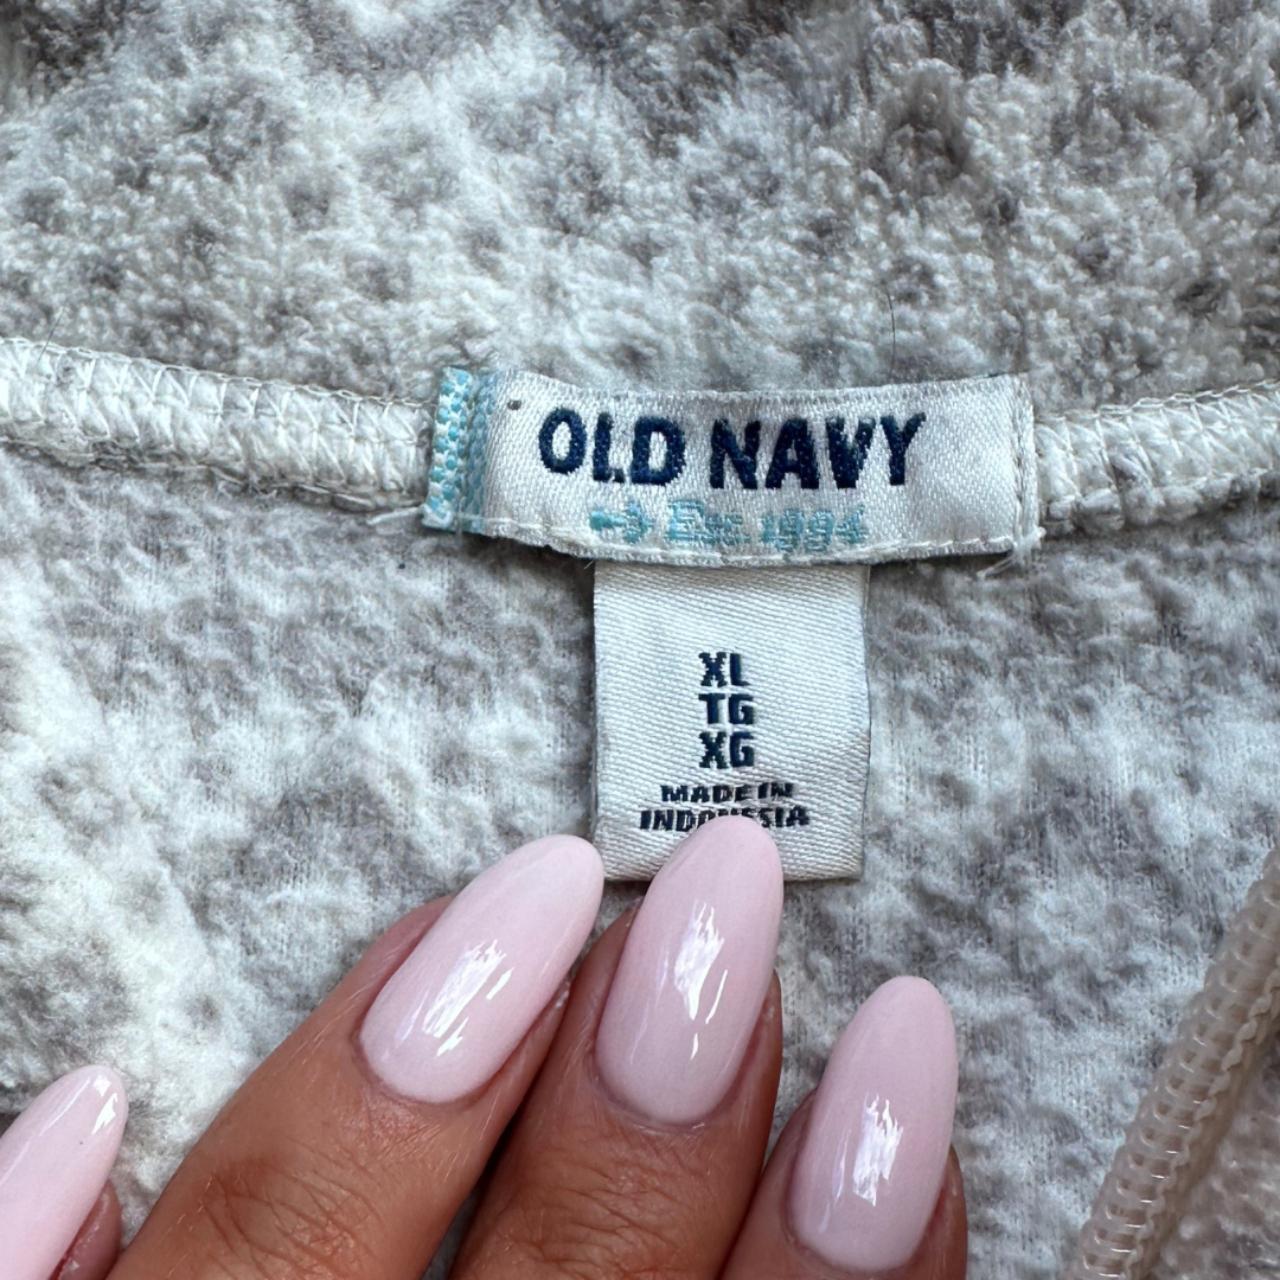 OLD NAVY
Est. 1994
XL
TG
XG
MADE IN
INDONESIA